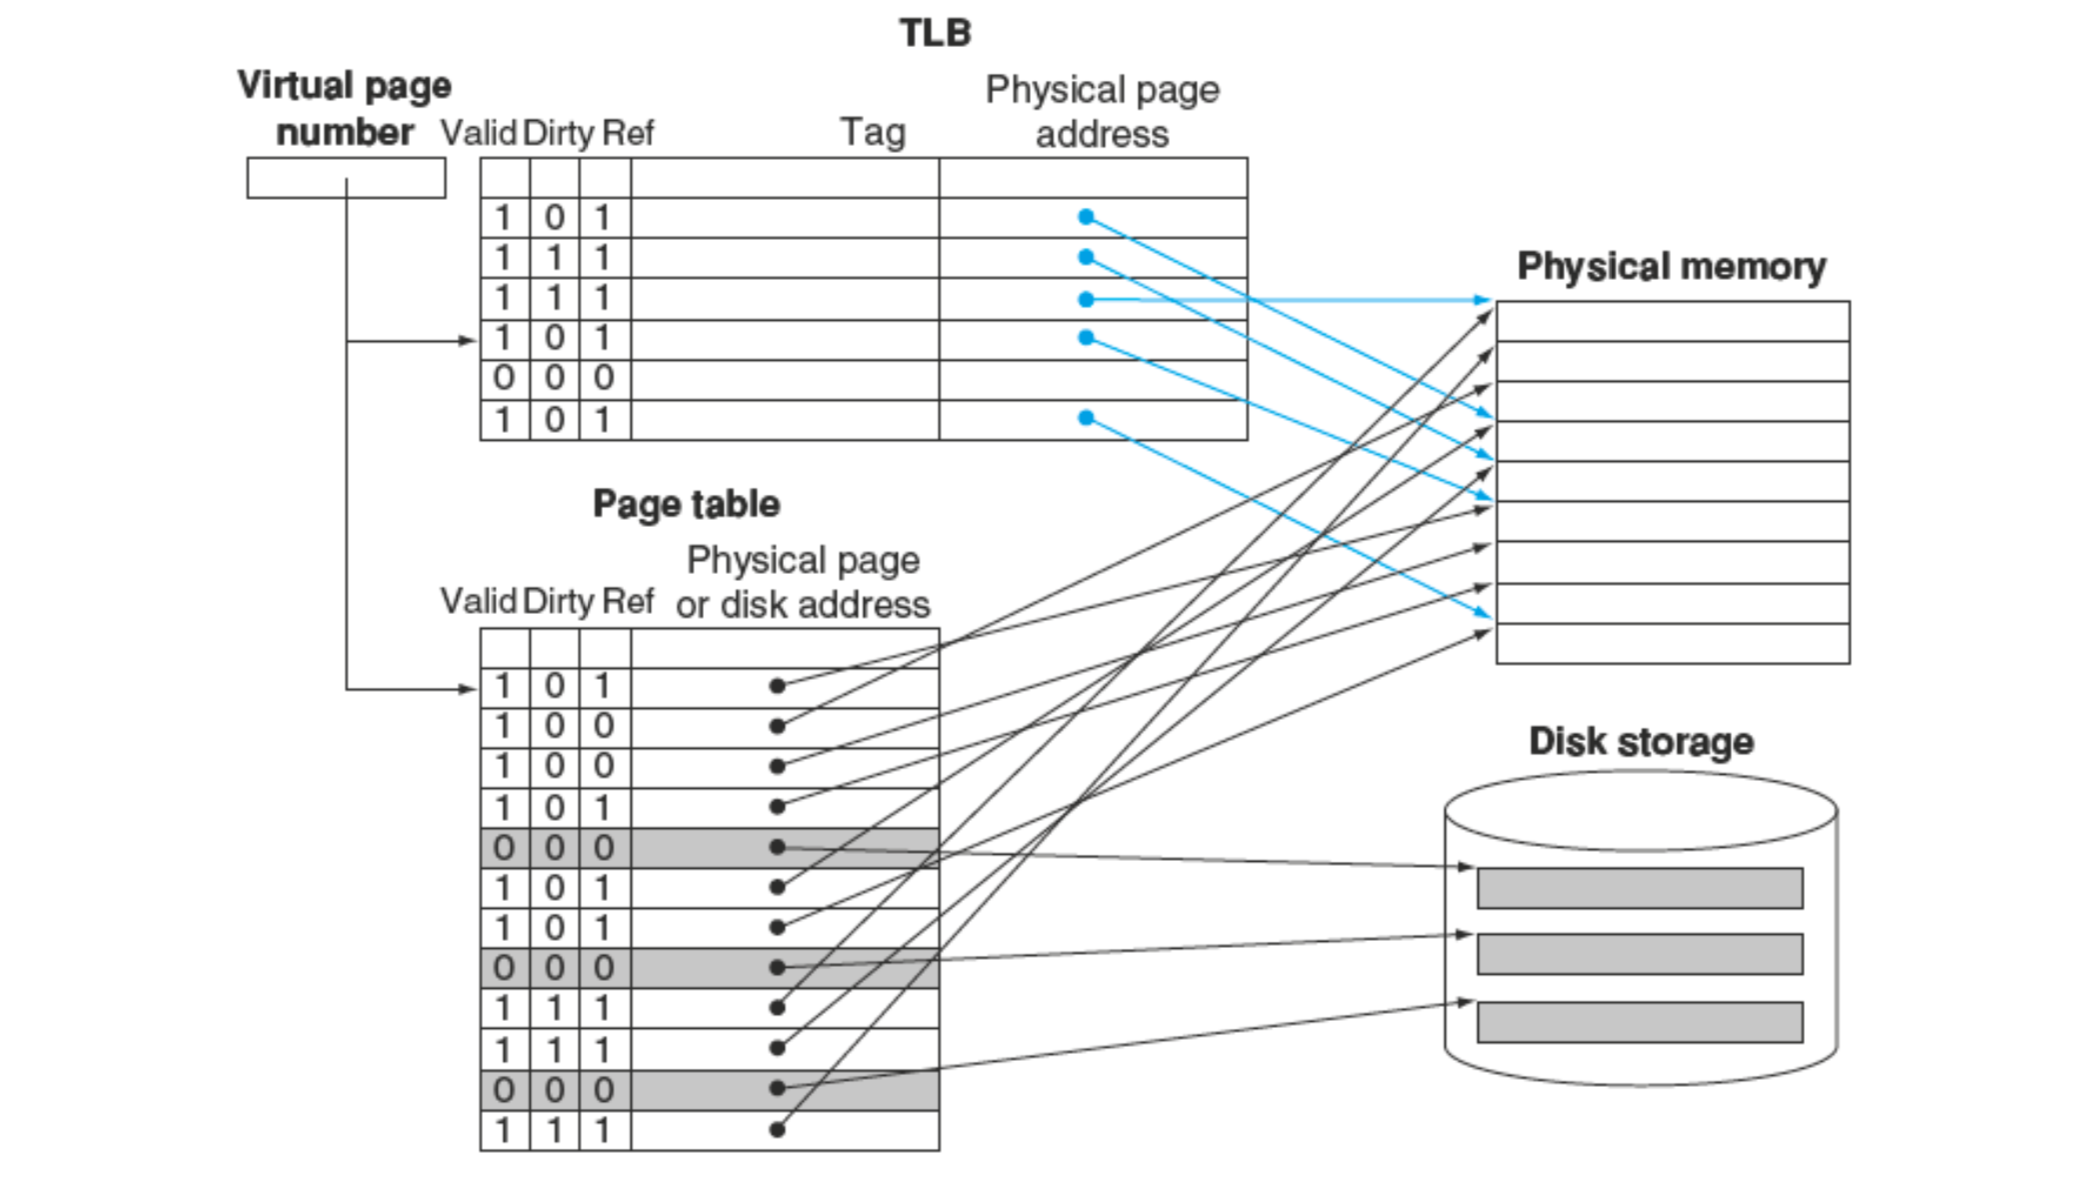 TLB
Virtual page
number
Physical page
address
Valid Dirty Ref
Tag
1 0 1
1 1 1
1 1 1
1 0 1
0 0 0
1 0 1
Physical memory
Page table
Physical page
or disk address
Valid Dirty Ref
1 0 1
1 0 0
1 0 0
1 0 1
0 0 0
1 0 1
1 0 1
0 0 0
1 1 1
1 1 1
0 0 0
1 1 1
Disk storage